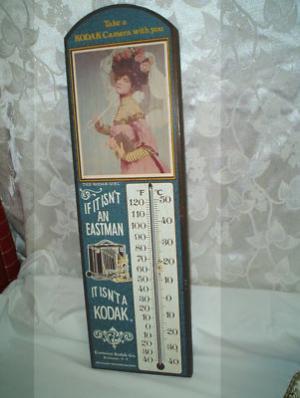 Take a
KODAK Camera with you
THE KODAK GIRL
IF IT ISN'T
AN
EASTMAN
IT ISN'T A
KODAK.
Eastman Kodak Co.
°F °C
120 50
110
100 40
90
80 30
70 20
60
50 10
40
30 0
20
10 10
0
10 20
20 30
30
40 40